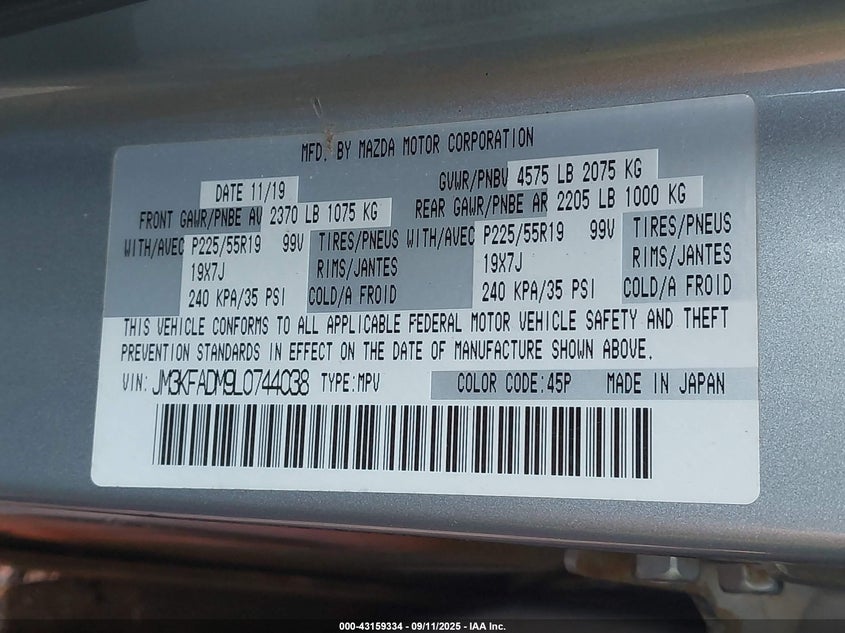 MFD. BY MAZDA MOTOR CORPORATION
DATE 11/19 GVWR/PNBV 4575 LB 2075 KG
FRONT GAWR/PNBE AV 2370 LB 1075 KG REAR GAWR/PNBE AR 2205 LB 1000 KG
WITH/AVEC P225/55R19 99V TIRES/PNEUS WITH/AVEC P225/55R19 99V TIRES/PNEUS
19X7J RIMS/JANTES 19X7J RIMS/JANTES
240 KPA/35 PSI COLD/A FROID 240 KPA/35 PSI COLD/A FROID
THIS VEHICLE CONFORMS TO ALL APPLICABLE FEDERAL MOTOR VEHICLE SAFETY AND THEFT
PREVENTION STANDARDS IN EFFECT ON THE DATE OF MANUFACTURE SHOWN ABOVE.
VIN: JM3KFADM9L0744038 TYPE:MPV COLOR CODE:45P MADE IN JAPAN
000-43159334 - 09/11/2025 - IAA Inc.